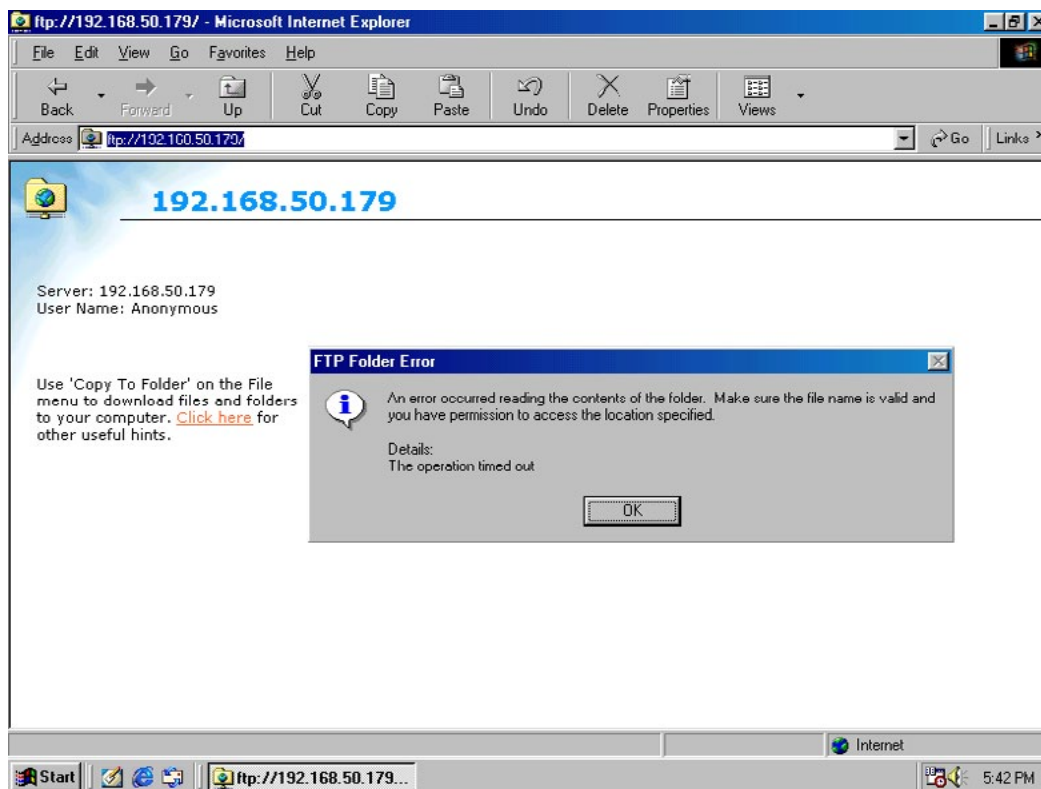 ftp://192.168.50.179/ - Microsoft Internet Explorer
File Edit View Go Favorites Help
Back Forward Up Cut Copy Paste Undo Delete Properties Views
Address ftp://192.168.50.179/ Go Links »
192.168.50.179
Server: 192.168.50.179
User Name: Anonymous
Use 'Copy To Folder' on the File
menu to download files and folders
to your computer. Click here for
other useful hints.
FTP Folder Error
An error occurred reading the contents of the folder. Make sure the file name is valid and
you have permission to access the location specified.
Details:
The operation timed out
OK
Internet
Start ftp://192.168.50.179... 5:42 PM